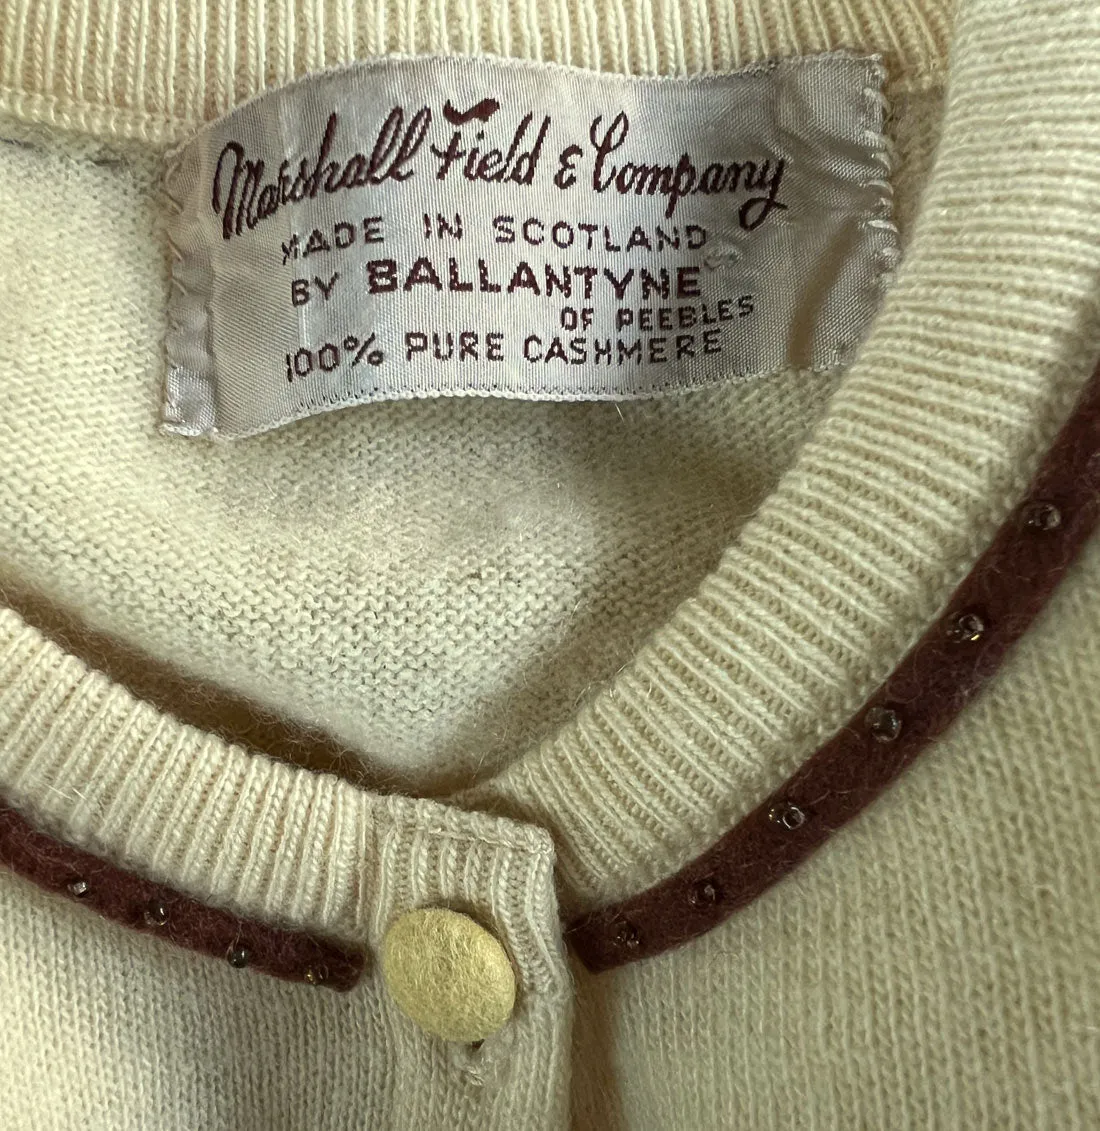 Marshall Field & Company
MADE IN SCOTLAND
BY BALLANTYNE
OF PEEBLES
100% PURE CASHMERE